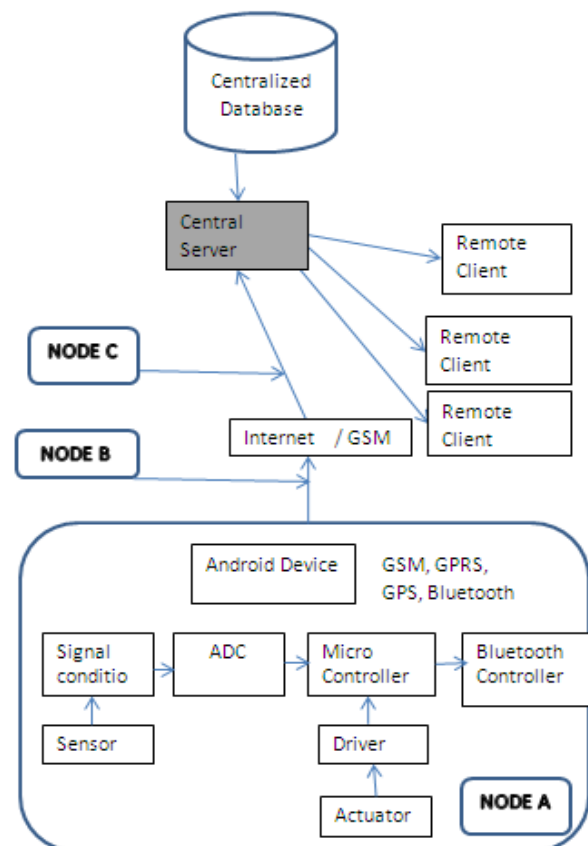 Centralized
Database
Central
Server
Remote
Client
Remote
Client
Remote
Client
NODE C
Internet / GSM
NODE B
Android Device
GSM, GPRS,
GPS, Bluetooth
Signal
conditio
ADC
Micro
Controller
Bluetooth
Controller
Sensor
Driver
Actuator
NODE A